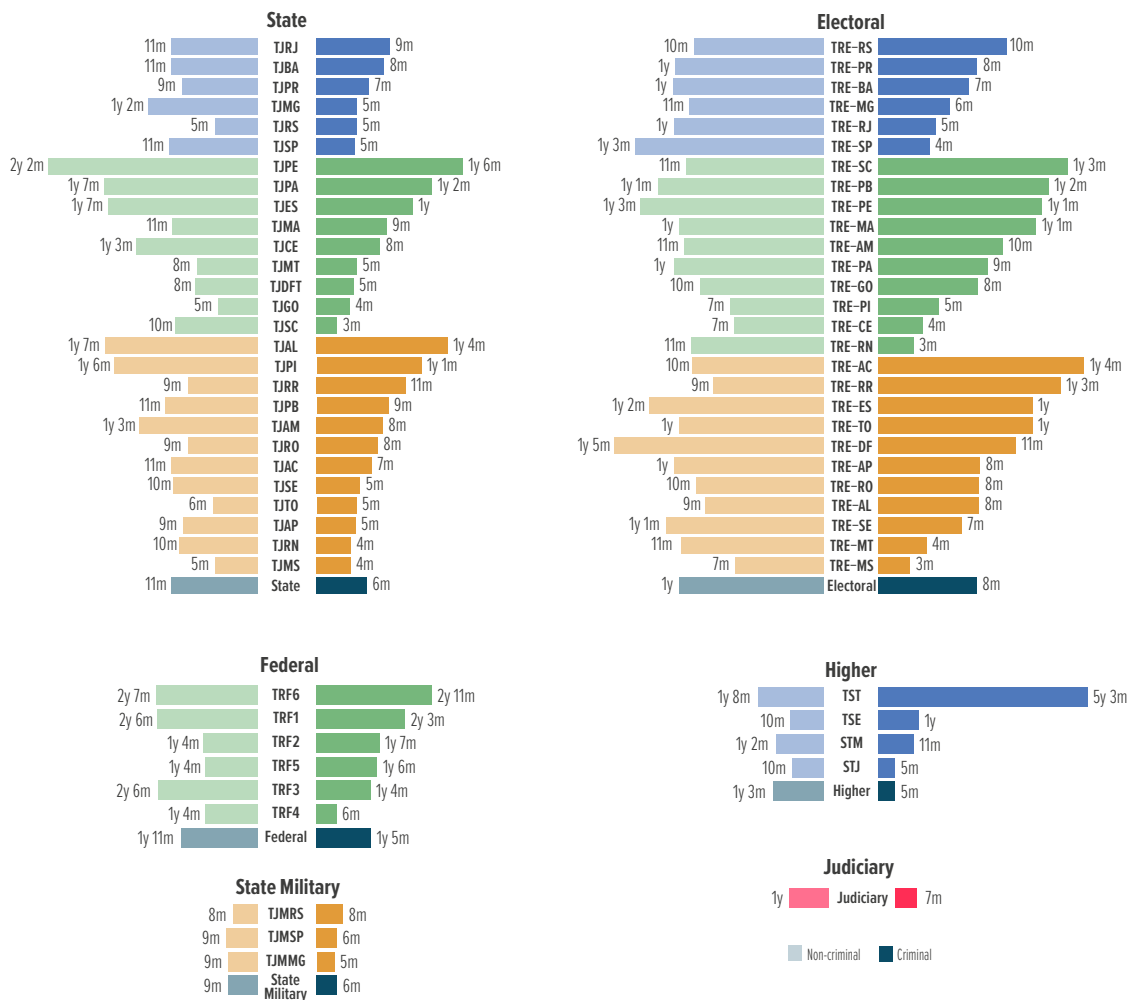 State
11m TJRJ 9m
11m TJBA 8m
9m TJPR 7m
1y 2m TJMG 5m
5m TJRS 5m
11m TJSP 5m
2y 2m TJPE 1y 6m
1y 7m TJPA 1y 2m
1y 7m TJES 1y
11m TJMA 9m
1y 3m TJCE 8m
8m TJMT 5m
8m TJDFT 5m
5m TJGO 4m
10m TJSC 3m
1y 7m TJAL 1y 4m
1y 6m TJPI 1y 1m
9m TJRR 11m
11m TJPB 9m
1y 3m TJAM 8m
9m TJRO 8m
11m TJAC 7m
10m TJSE 5m
6m TJTO 5m
9m TJAP 5m
10m TJRN 4m
5m TJMS 4m
11m State 6m
Electoral
10m TRE-RS 10m
1y TRE-PR 8m
1y TRE-BA 7m
11m TRE-MG 6m
1y TRE-RJ 5m
1y 3m TRE-SP 4m
11m TRE-SC 1y 3m
1y 1m TRE-PB 1y 2m
1y 3m TRE-PE 1y 1m
1y TRE-MA 1y 1m
11m TRE-AM 10m
1y TRE-PA 9m
10m TRE-GO 8m
7m TRE-PI 5m
7m TRE-CE 4m
11m TRE-RN 3m
10m TRE-AC 1y 4m
9m TRE-RR 1y 3m
1y 2m TRE-ES 1y
1y TRE-TO 1y
1y 5m TRE-DF 11m
1y TRE-AP 8m
10m TRE-RO 8m
9m TRE-AL 8m
1y 1m TRE-SE 7m
11m TRE-MT 4m
7m TRE-MS 3m
1y Electoral 8m
Federal
2y 7m TRF6 2y 11m
2y 6m TRF1 2y 3m
1y 4m TRF2 1y 7m
1y 4m TRF5 1y 6m
2y 6m TRF3 1y 4m
1y 4m TRF4 6m
1y 11m Federal 1y 5m
Higher
1y 8m TST 5y 3m
10m TSE 1y
1y 2m STM 11m
10m STJ 5m
1y 3m Higher 5m
State Military
8m TJMRS 8m
9m TJMSP 6m
9m TJMMG 5m
9m State 6m
Military
Judiciary
1y Judiciary 7m
Non-criminal Criminal